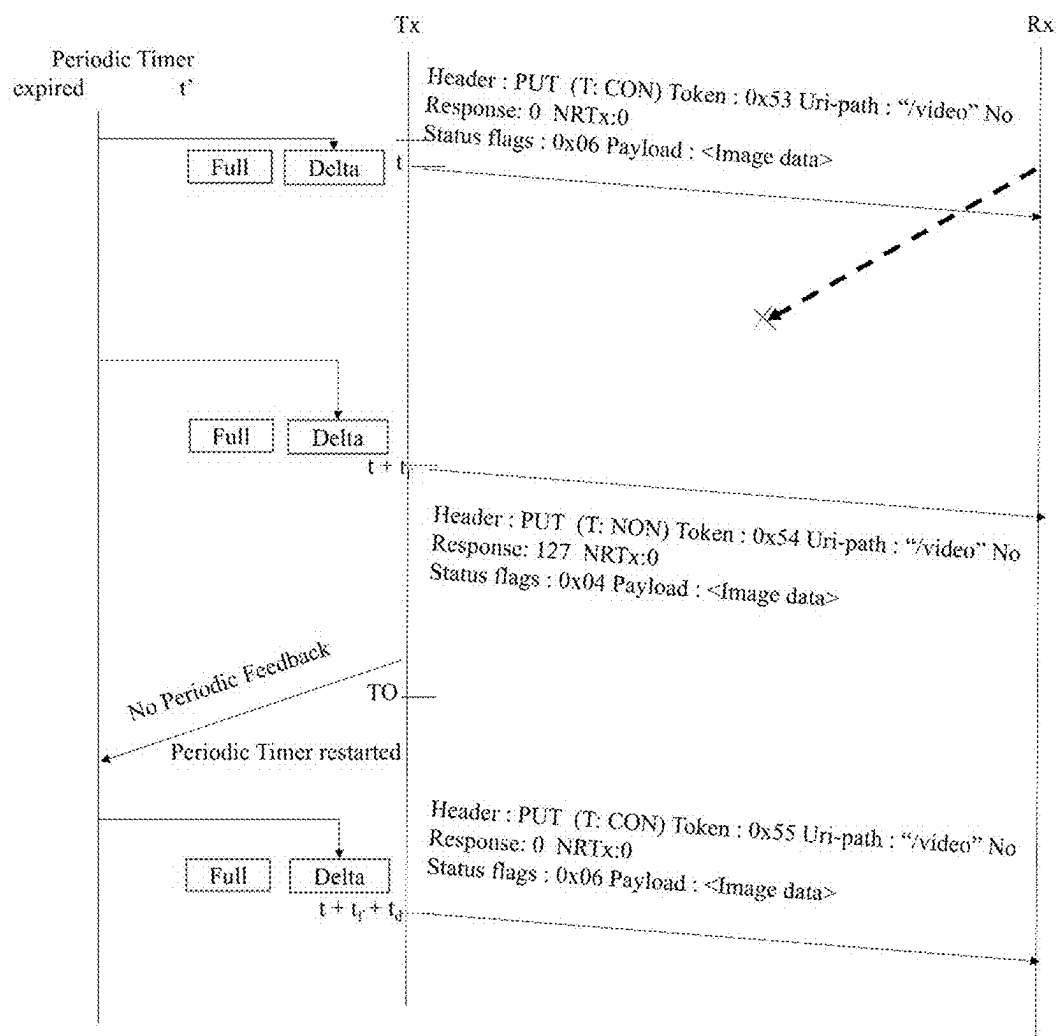 Tx
Rx
Periodic Timer
expired t'
Header : PUT (T: CON) Token : 0x53 Uri-path : "/video" No
Response: 0 NRTx:0
Status flags : 0x06 Payload : <Image data>
Full
Delta
t
Full
Delta
t + t
Header : PUT (T: NON) Token : 0x54 Uri-path : "/video" No
Response: 127 NRTx:0
Status flags : 0x04 Payload : <Image data>
No Periodic Feedback
TO
Periodic Timer restarted
Header : PUT (T: CON) Token : 0x55 Uri-path : "/video" No
Response: 0 NRTx:0
Status flags : 0x06 Payload : <Image data>
Full
Delta
t + t_f + t_d